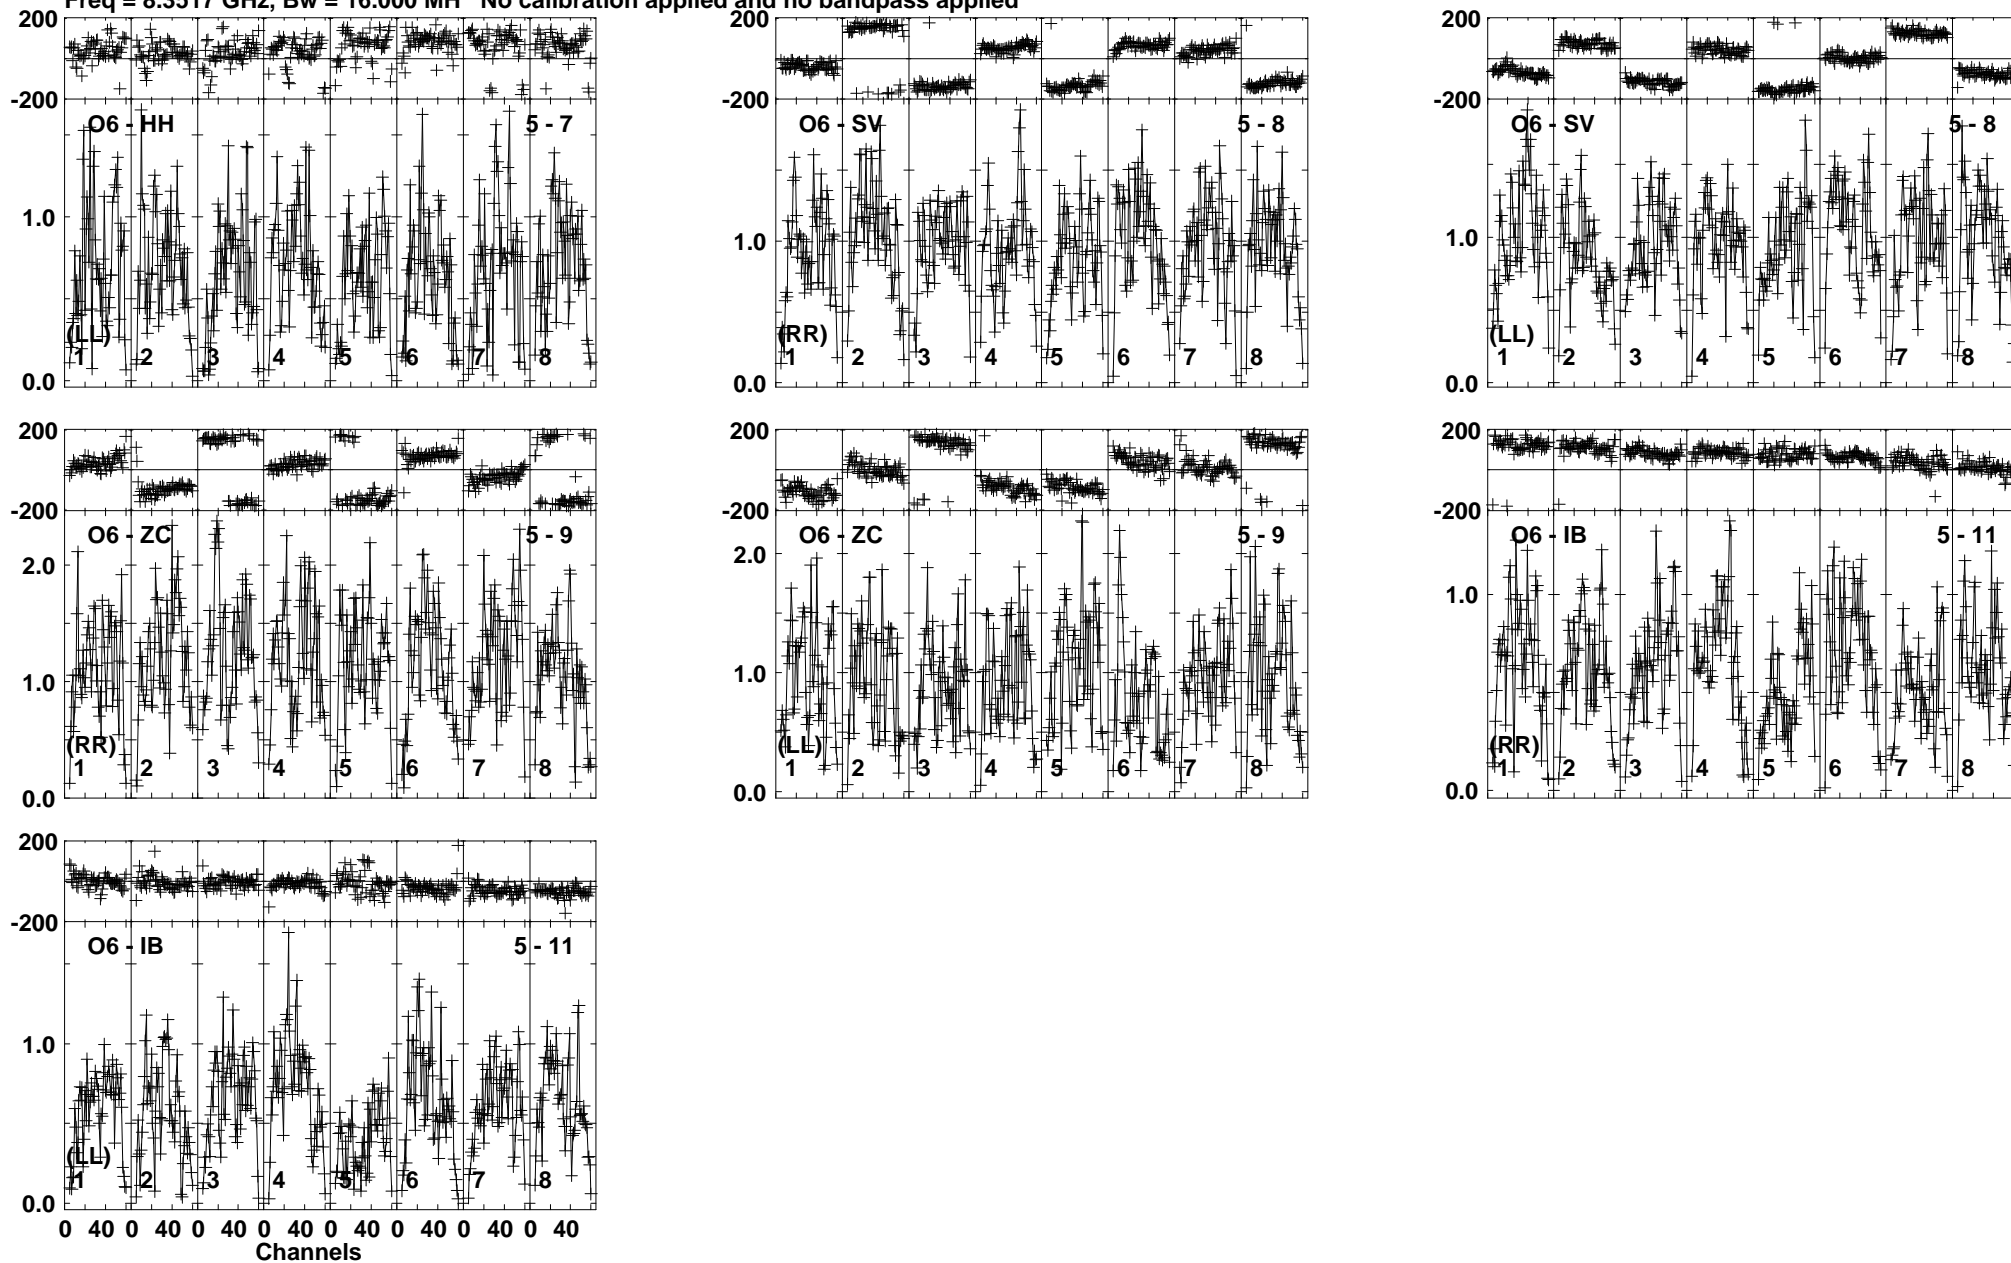 Freq = 8.3517 GHz, Bw = 16.000 MH No calibration applied and no bandpass applied
200
-200
O6 - HH 5 - 7
1.0
(LL)
1 2 3 4 5 6 7 8
0.0
200
-200
O6 - SV 5 - 8
1.0
(RR)
1 2 3 4 5 6 7 8
0.0
200
-200
O6 - SV 5 - 8
1.0
(LL)
1 2 3 4 5 6 7 8
0.0
200
-200
O6 - ZC 5 - 9
2.0
1.0
(RR)
1 2 3 4 5 6 7 8
0.0
200
-200
O6 - ZC 5 - 9
2.0
1.0
(LL)
1 2 3 4 5 6 7 8
0.0
200
-200
O6 - IB 5 - 11
1.0
(RR)
1 2 3 4 5 6 7 8
0.0
200
-200
O6 - IB 5 - 11
1.0
(LL)
1 2 3 4 5 6 7 8
0.0
0 40 0 40 0 40 0 40 0 40 0 40 0 40 0 40
Channels